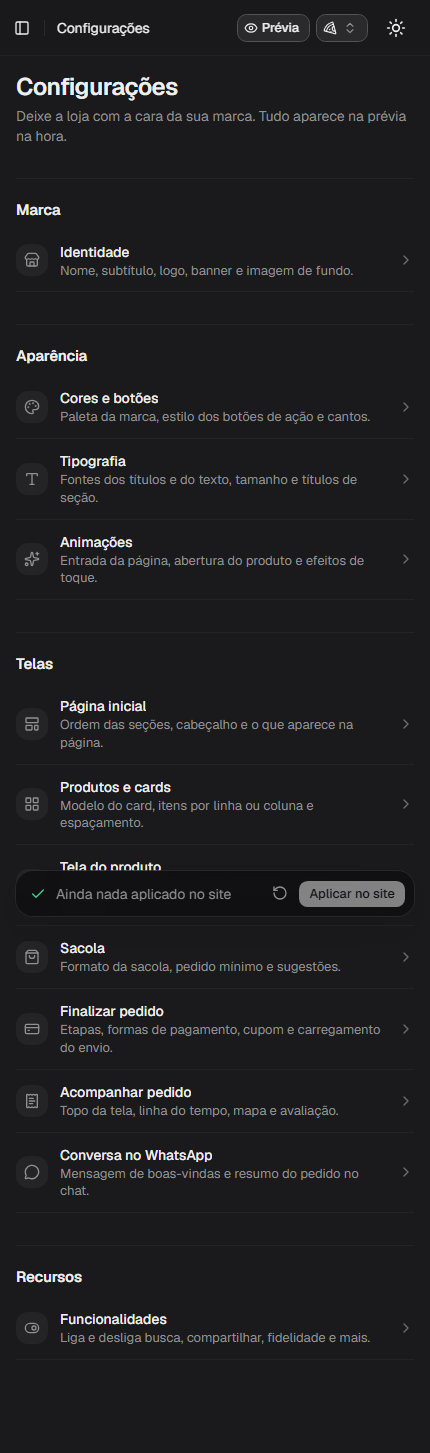 Configurações
Prévia
Configurações
Deixe a loja com a cara da sua marca. Tudo aparece na prévia
na hora.
Marca
Identidade
Nome, subtítulo, logo, banner e imagem de fundo.
Aparência
Cores e botões
Paleta da marca, estilo dos botões de ação e cantos.
Tipografia
Fontes dos títulos e do texto, tamanho e títulos de
seção.
Animações
Entrada da página, abertura do produto e efeitos de
toque.
Telas
Página inicial
Ordem das seções, cabeçalho e o que aparece na
página.
Produtos e cards
Modelo do card, itens por linha ou coluna e
espaçamento.
Tela do produto
Ainda nada aplicado no site
Aplicar no site
Sacola
Formato da sacola, pedido mínimo e sugestões.
Finalizar pedido
Etapas, formas de pagamento, cupom e carregamento
do envio.
Acompanhar pedido
Topo da tela, linha do tempo, mapa e avaliação.
Conversa no WhatsApp
Mensagem de boas-vindas e resumo do pedido no
chat.
Recursos
Funcionalidades
Liga e desliga busca, compartilhar, fidelidade e mais.